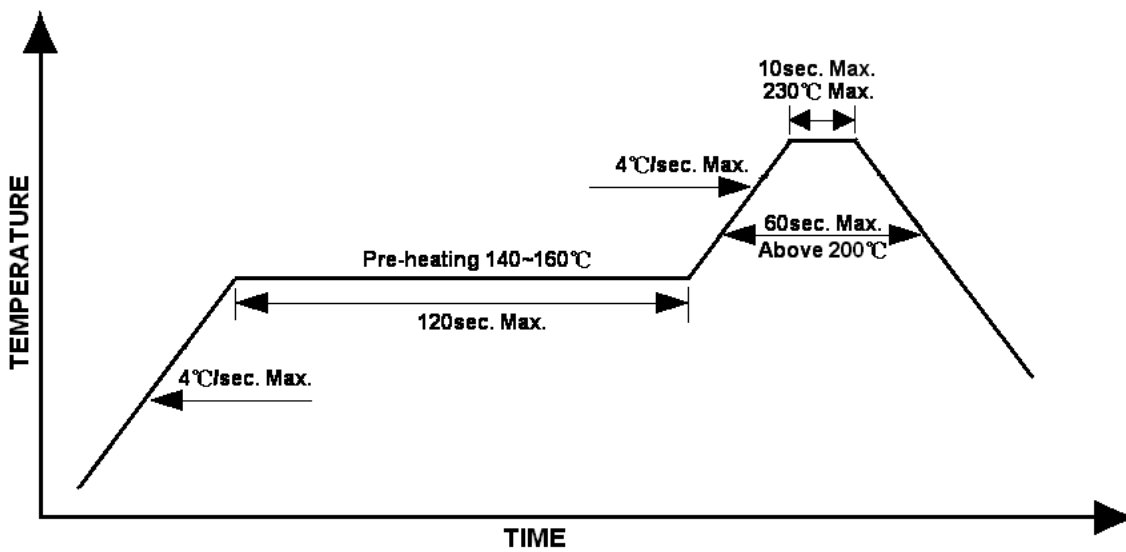 10sec. Max.
230℃ Max.
4℃/sec. Max.
60sec. Max.
Above 200℃
Pre-heating 140~160℃
120sec. Max.
4℃/sec. Max.
TEMPERATURE
TIME